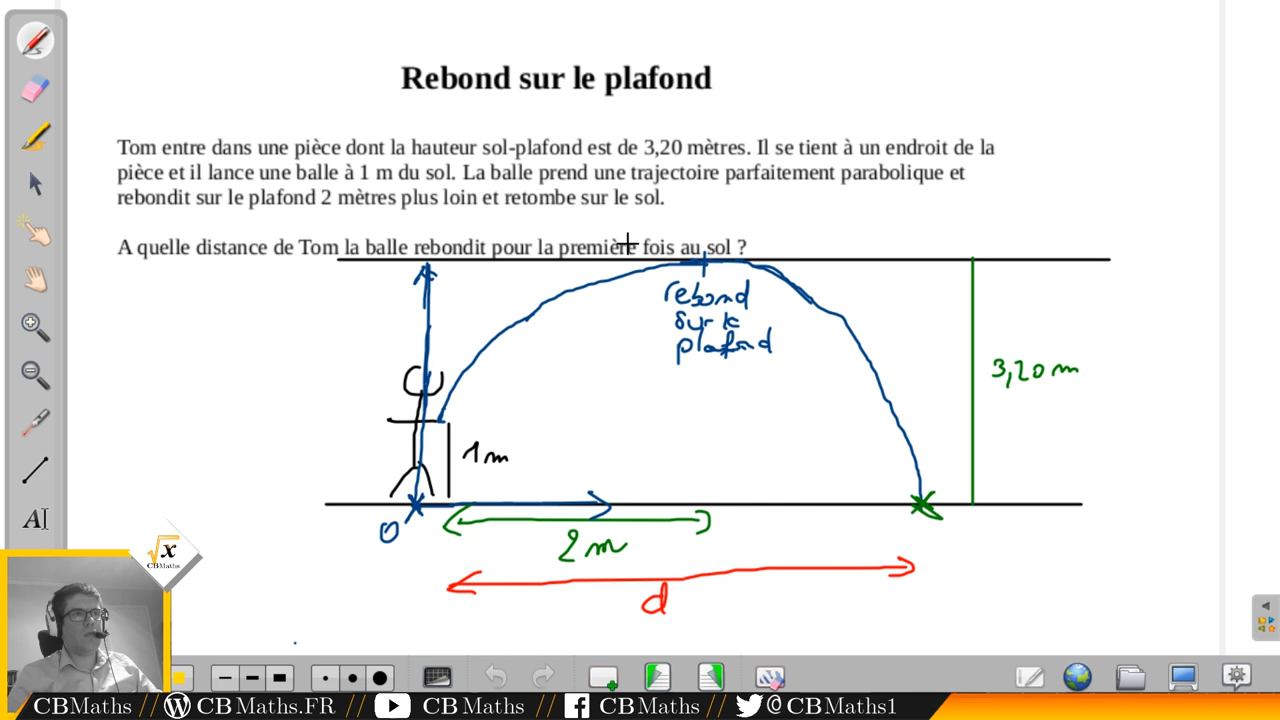 Rebond sur le plafond
Tom entre dans une pièce dont la hauteur sol-plafond est de 3,20 mètres. Il se tient à un endroit de la
pièce et il lance une balle à 1 m du sol. La balle prend une trajectoire parfaitement parabolique et
rebondit sur le plafond 2 mètres plus loin et retombe sur le sol.
A quelle distance de Tom la balle rebondit pour la première fois au sol ?
rebond
sur le
plafond
3,20 m
1 m
O
2 m
d
AI
√x
CBMaths
CBMaths // CBMaths.FR // CBMaths // CBMaths // @CBMaths1